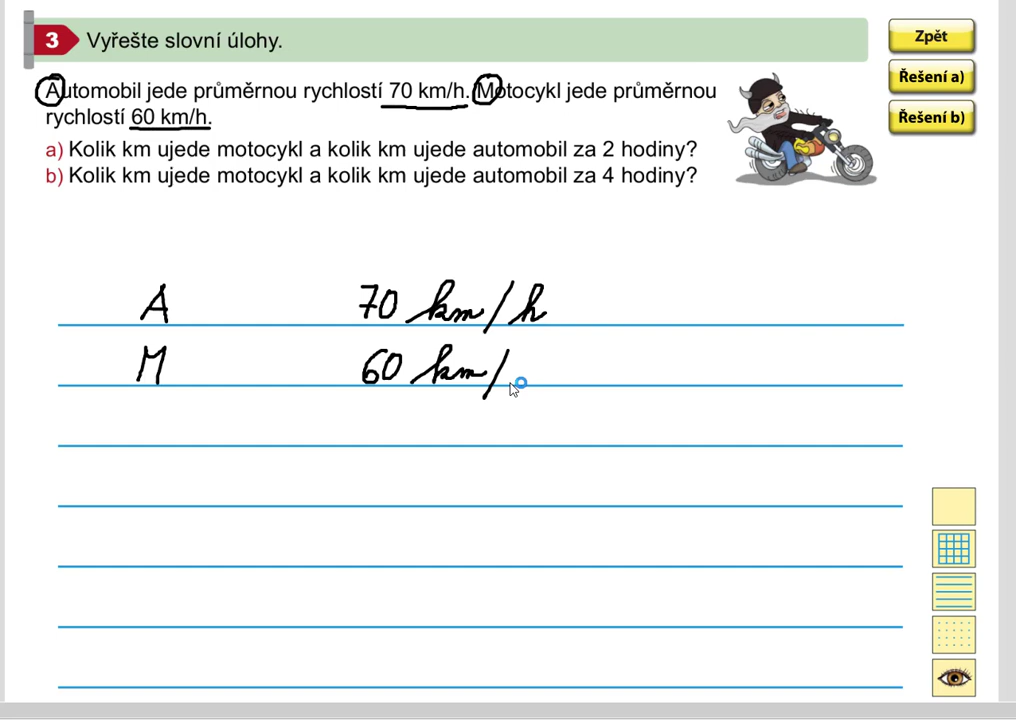 3 Vyřešte slovní úlohy.
Zpět
Řešení a)
Řešení b)
Automobil jede průměrnou rychlostí 70 km/h. Motocykl jede průměrnou
rychlostí 60 km/h.
a) Kolik km ujede motocykl a kolik km ujede automobil za 2 hodiny?
b) Kolik km ujede motocykl a kolik km ujede automobil za 4 hodiny?
A 70 km/h
M 60 km/